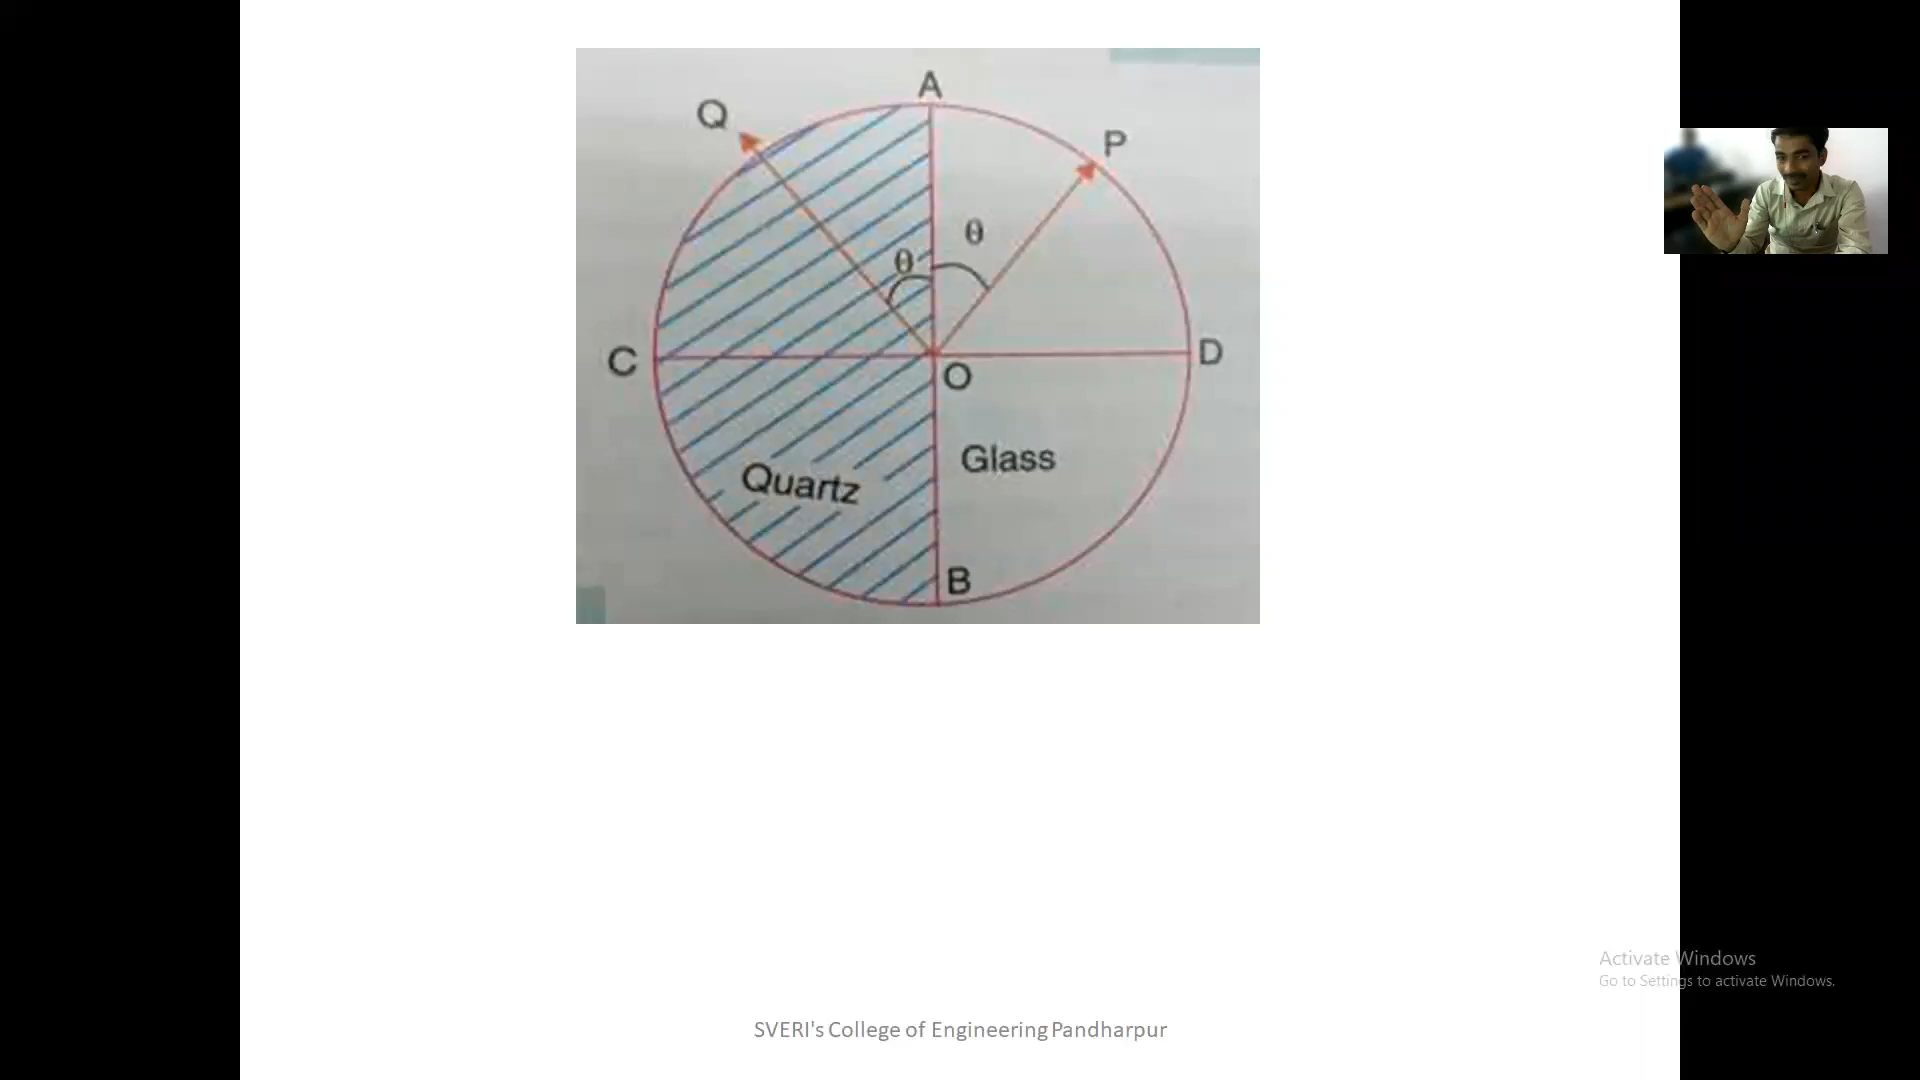 A
Q
P
θ
θ
C
D
O
Glass
Quartz
B
Activate Windows
Go to Settings to activate Windows.
SVERI's College of Engineering Pandharpur